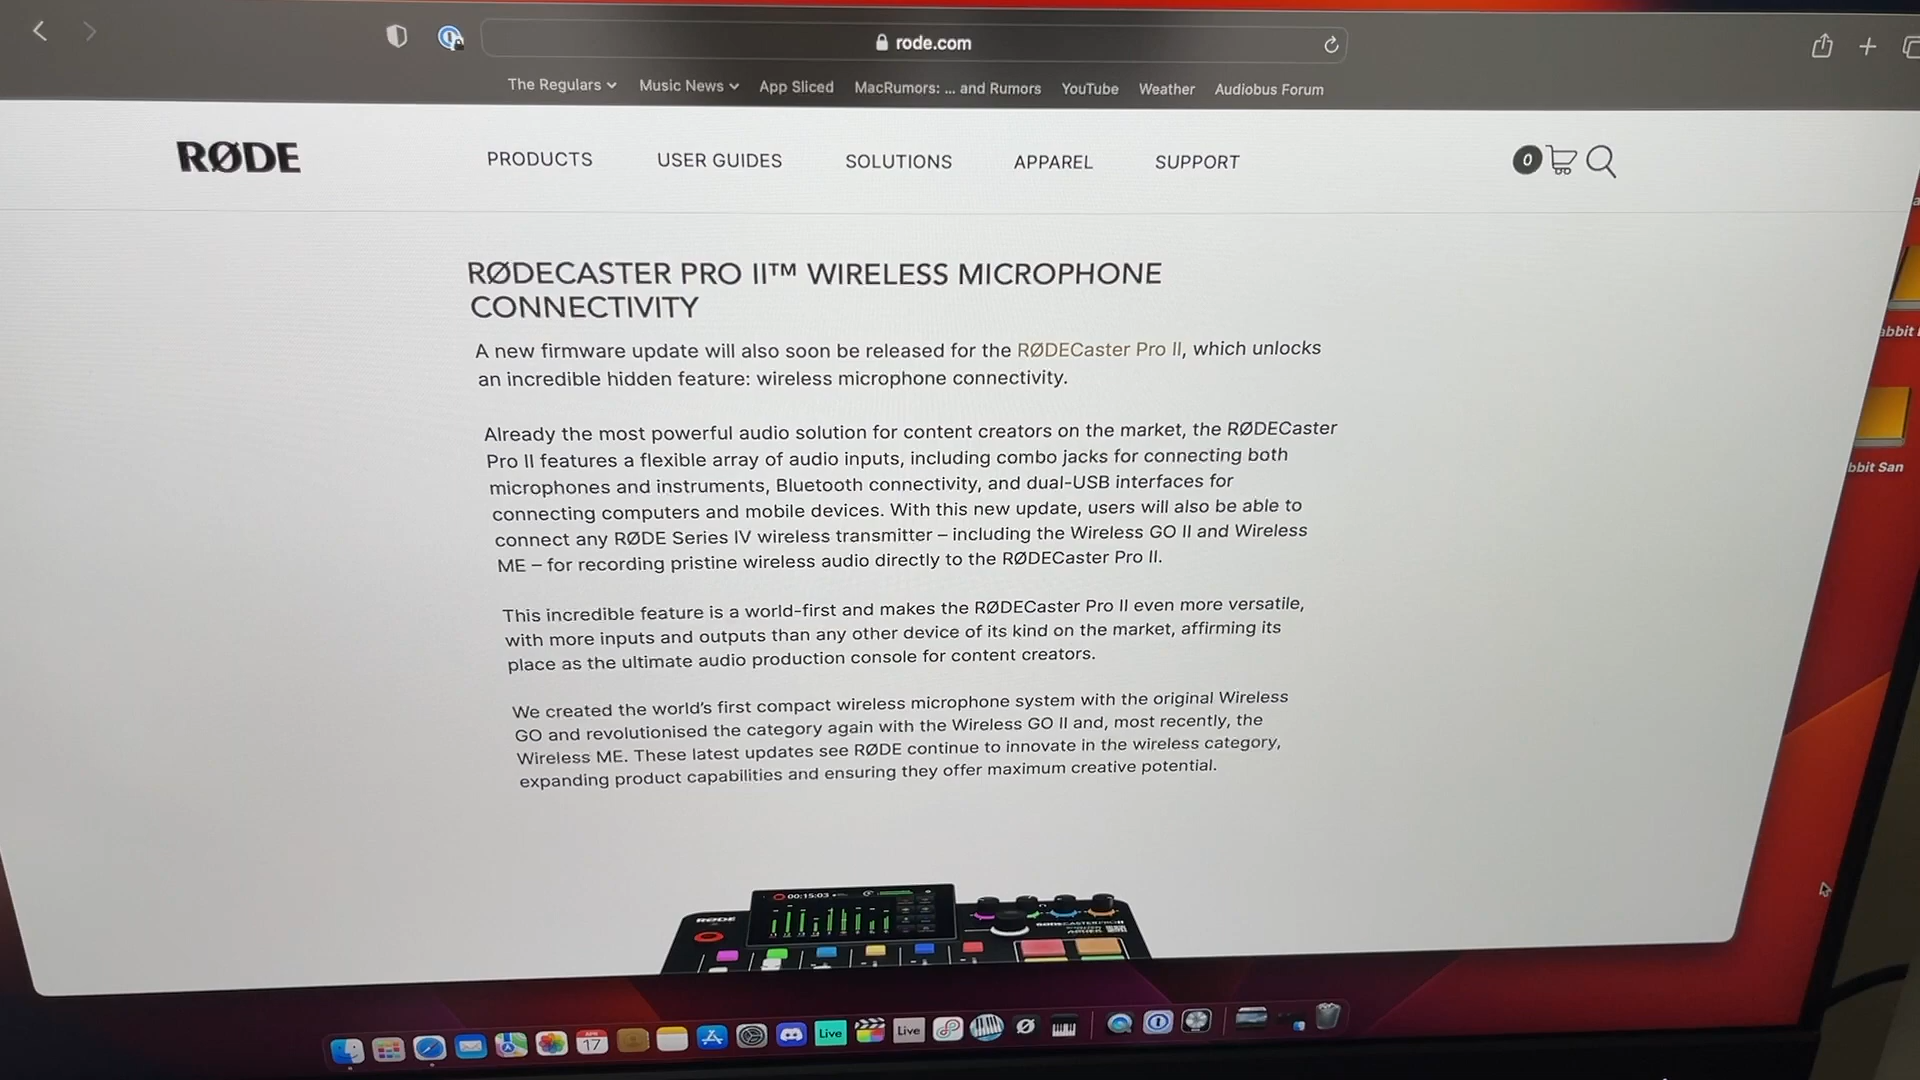 rode.com
The Regulars
Music News
App Sliced
MacRumors: ... and Rumors
YouTube
Weather
Audiobus Forum
RØDE
PRODUCTS
USER GUIDES
SOLUTIONS
APPAREL
SUPPORT
0
RØDECASTER PRO II™ WIRELESS MICROPHONE
CONNECTIVITY
A new firmware update will also soon be released for the RØDECaster Pro II, which unlocks
an incredible hidden feature: wireless microphone connectivity.
Already the most powerful audio solution for content creators on the market, the RØDECaster
Pro II features a flexible array of audio inputs, including combo jacks for connecting both
microphones and instruments, Bluetooth connectivity, and dual-USB interfaces for
connecting computers and mobile devices. With this new update, users will also be able to
connect any RØDE Series IV wireless transmitter – including the Wireless GO II and Wireless
ME – for recording pristine wireless audio directly to the RØDECaster Pro II.
This incredible feature is a world-first and makes the RØDECaster Pro II even more versatile,
with more inputs and outputs than any other device of its kind on the market, affirming its
place as the ultimate audio production console for content creators.
We created the world's first compact wireless microphone system with the original Wireless
GO and revolutionised the category again with the Wireless GO II and, most recently, the
Wireless ME. These latest updates see RØDE continue to innovate in the wireless category,
expanding product capabilities and ensuring they offer maximum creative potential.
00:15:03
RØDE
abbit
bbit San
APR
17
Live
Live